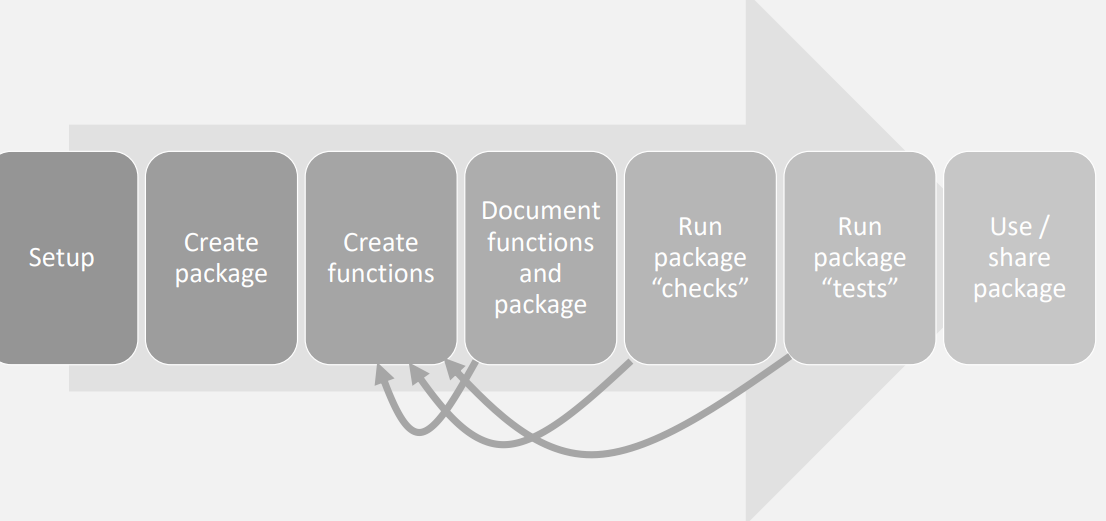 Setup
Create
package
Create
functions
Document
functions
and
package
Run
package
“checks”
Run
package
“tests”
Use /
share
package